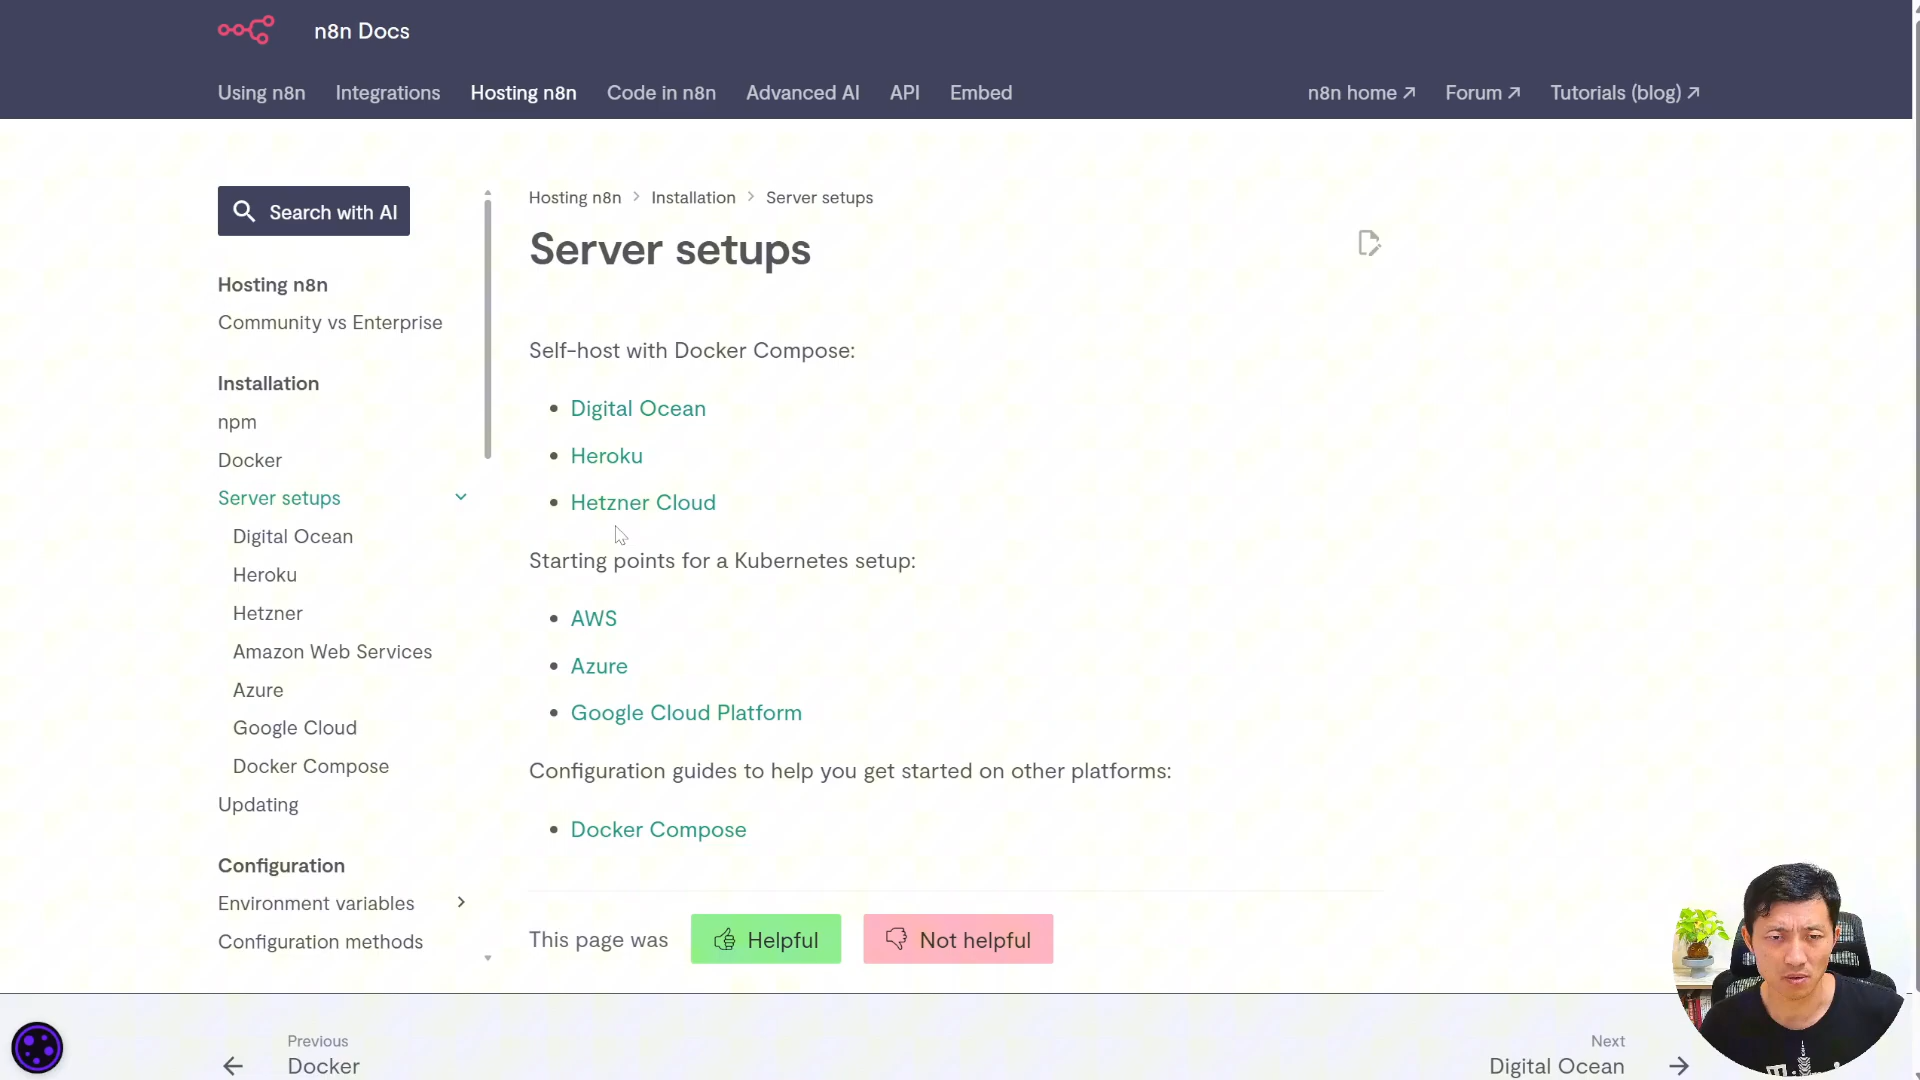 n8n Docs
Using n8n Integrations Hosting n8n Code in n8n Advanced AI API Embed n8n home Forum Tutorials (blog)
Search with AI
Hosting n8n
Community vs Enterprise
Installation
npm
Docker
Server setups
Digital Ocean
Heroku
Hetzner
Amazon Web Services
Azure
Google Cloud
Docker Compose
Updating
Configuration
Environment variables
Configuration methods
Hosting n8n Installation Server setups
Server setups
Self-host with Docker Compose:
Digital Ocean
Heroku
Hetzner Cloud
Starting points for a Kubernetes setup:
AWS
Azure
Google Cloud Platform
Configuration guides to help you get started on other platforms:
Docker Compose
This page was Helpful Not helpful
Previous
Docker
Next
Digital Ocean